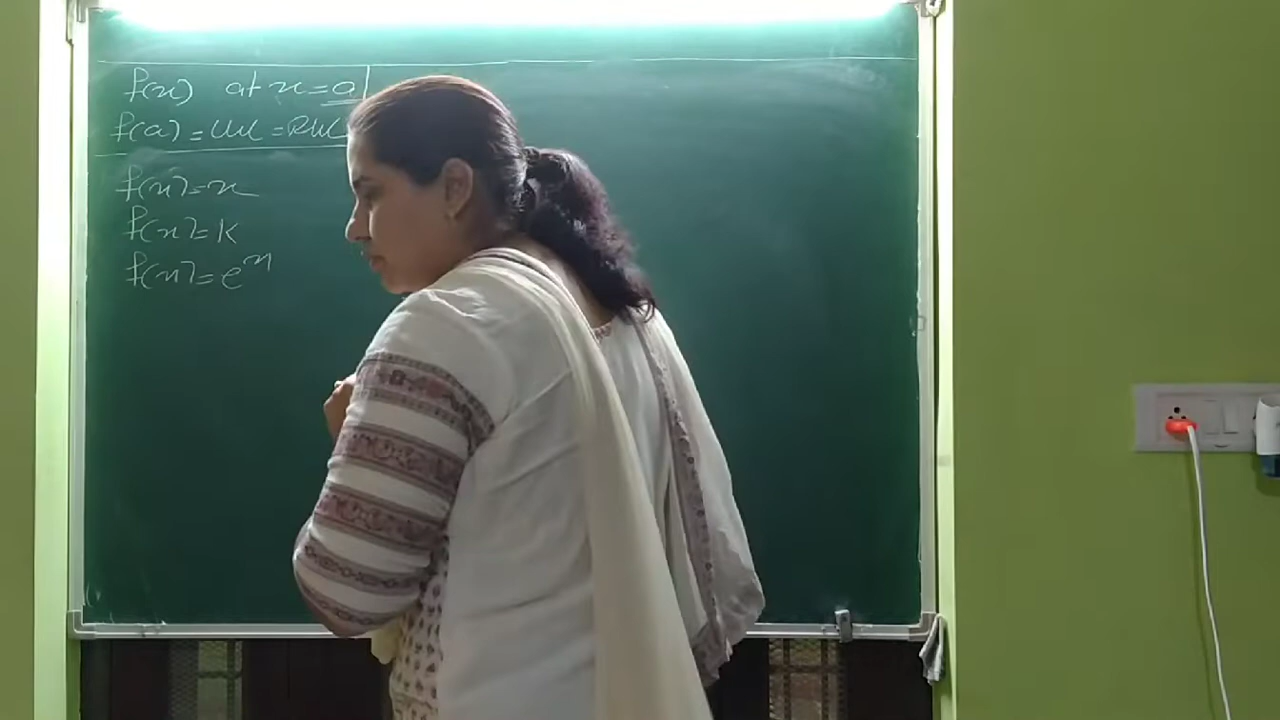 f(x) at x = a
f(a) = LHL = RHL
f(x) = x
f(x) = k
f(x) = e^x